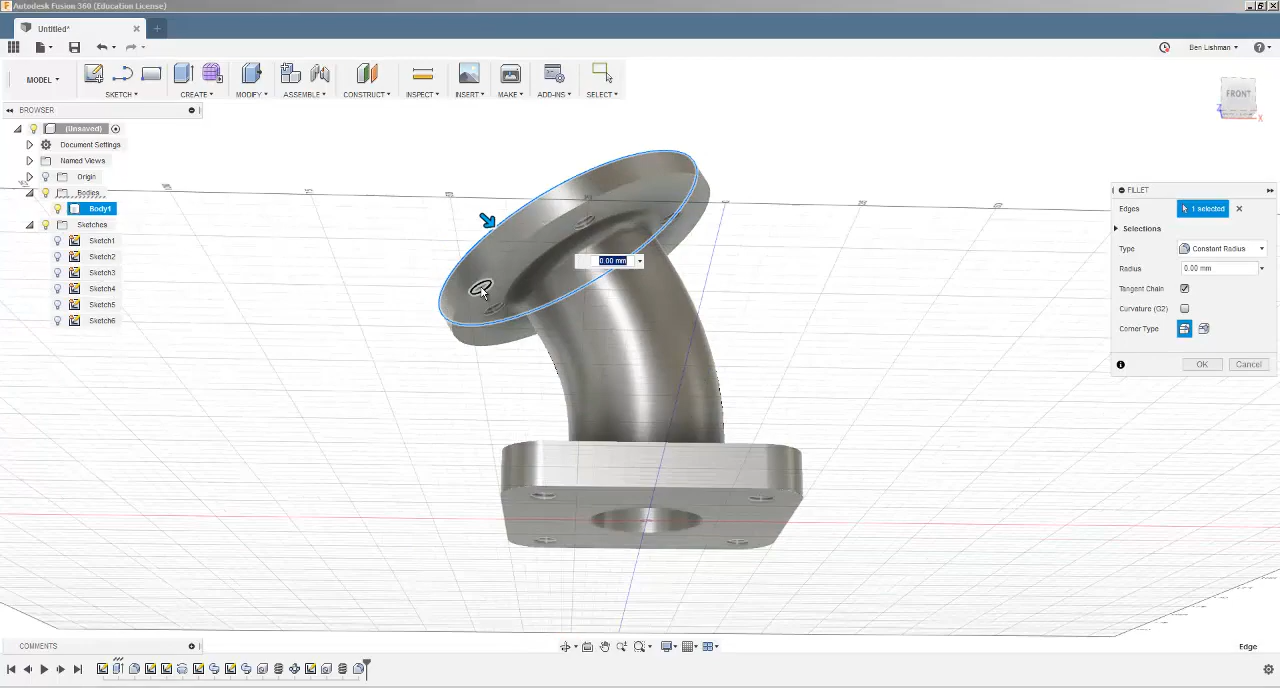 Autodesk Fusion 360 (Education License)
Untitled*
Ben Lishman
MODEL
SKETCH
CREATE
MODIFY
ASSEMBLE
CONSTRUCT
INSPECT
INSERT
MAKE
ADD-INS
SELECT
BROWSER
FRONT
Z
X
(Unsaved)
Document Settings
Named Views
Origin
Bodies
Body1
Sketches
Sketch1
Sketch2
Sketch3
Sketch4
Sketch5
Sketch6
FILLET
Edges
1 selected
Selections
Type
Constant Radius
Radius
0.00 mm
Tangent Chain
Curvature (G2)
Corner Type
OK
Cancel
0.00 mm
COMMENTS
Edge